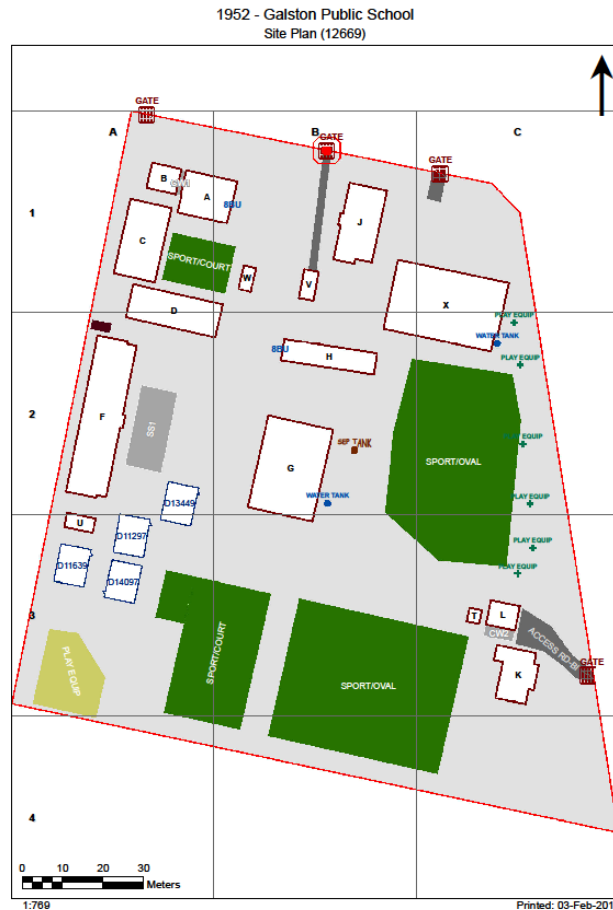 1952 - Galston Public School
Site Plan (12669)
GATE
A
B
GATE
C
GATE
B
A
8BU
1
J
C
SPORT/COURT
W
V
X
D
PLAY EQUIP
WATER TANK
8BU
H
PLAY EQUIP
2
F
SS1
PLAY EQUIP
SEP TANK
SPORT/OVAL
G
D13449
WATER TANK
PLAY EQUIP
U
D11297
PLAY EQUIP
D11639
D14097
PLAY EQUIP
3
T
L
CW2
ACCESS RD-BI
PLAY EQUIP
SPORT/COURT
SPORT/OVAL
K
GATE
4
0 10 20 30
Meters
1:769
Printed: 03-Feb-201